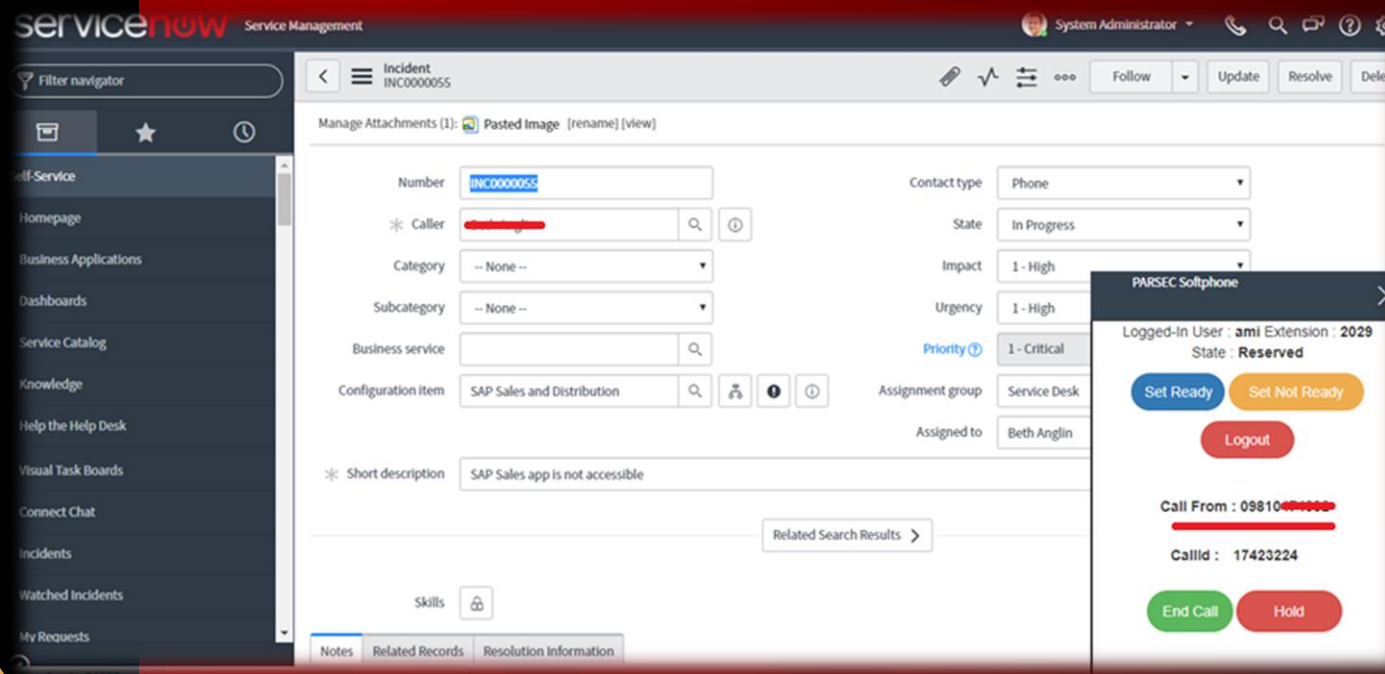 servicenow Service Management System Administrator
Filter navigator
Self-Service
Homepage
Business Applications
Dashboards
Service Catalog
Knowledge
Help the Help Desk
Visual Task Boards
Connect Chat
Incidents
Watched Incidents
My Requests
Incident
INC0000055
Follow Update Resolve Dele
Manage Attachments (1): Pasted Image [rename] [view]
Number INC0000055
Caller
Category -- None --
Subcategory -- None --
Business service
Configuration item SAP Sales and Distribution
Short description SAP Sales app is not accessible
Contact type Phone
State In Progress
Impact 1 - High
Urgency 1 - High
Priority 1 - Critical
Assignment group Service Desk
Assigned to Beth Anglin
Related Search Results
Skills
Notes Related Records Resolution Information
PARSEC Softphone
Logged-In User : ami Extension : 2029
State : Reserved
Set Ready Set Not Ready
Logout
Call From : 09810
CallId : 17423224
End Call Hold